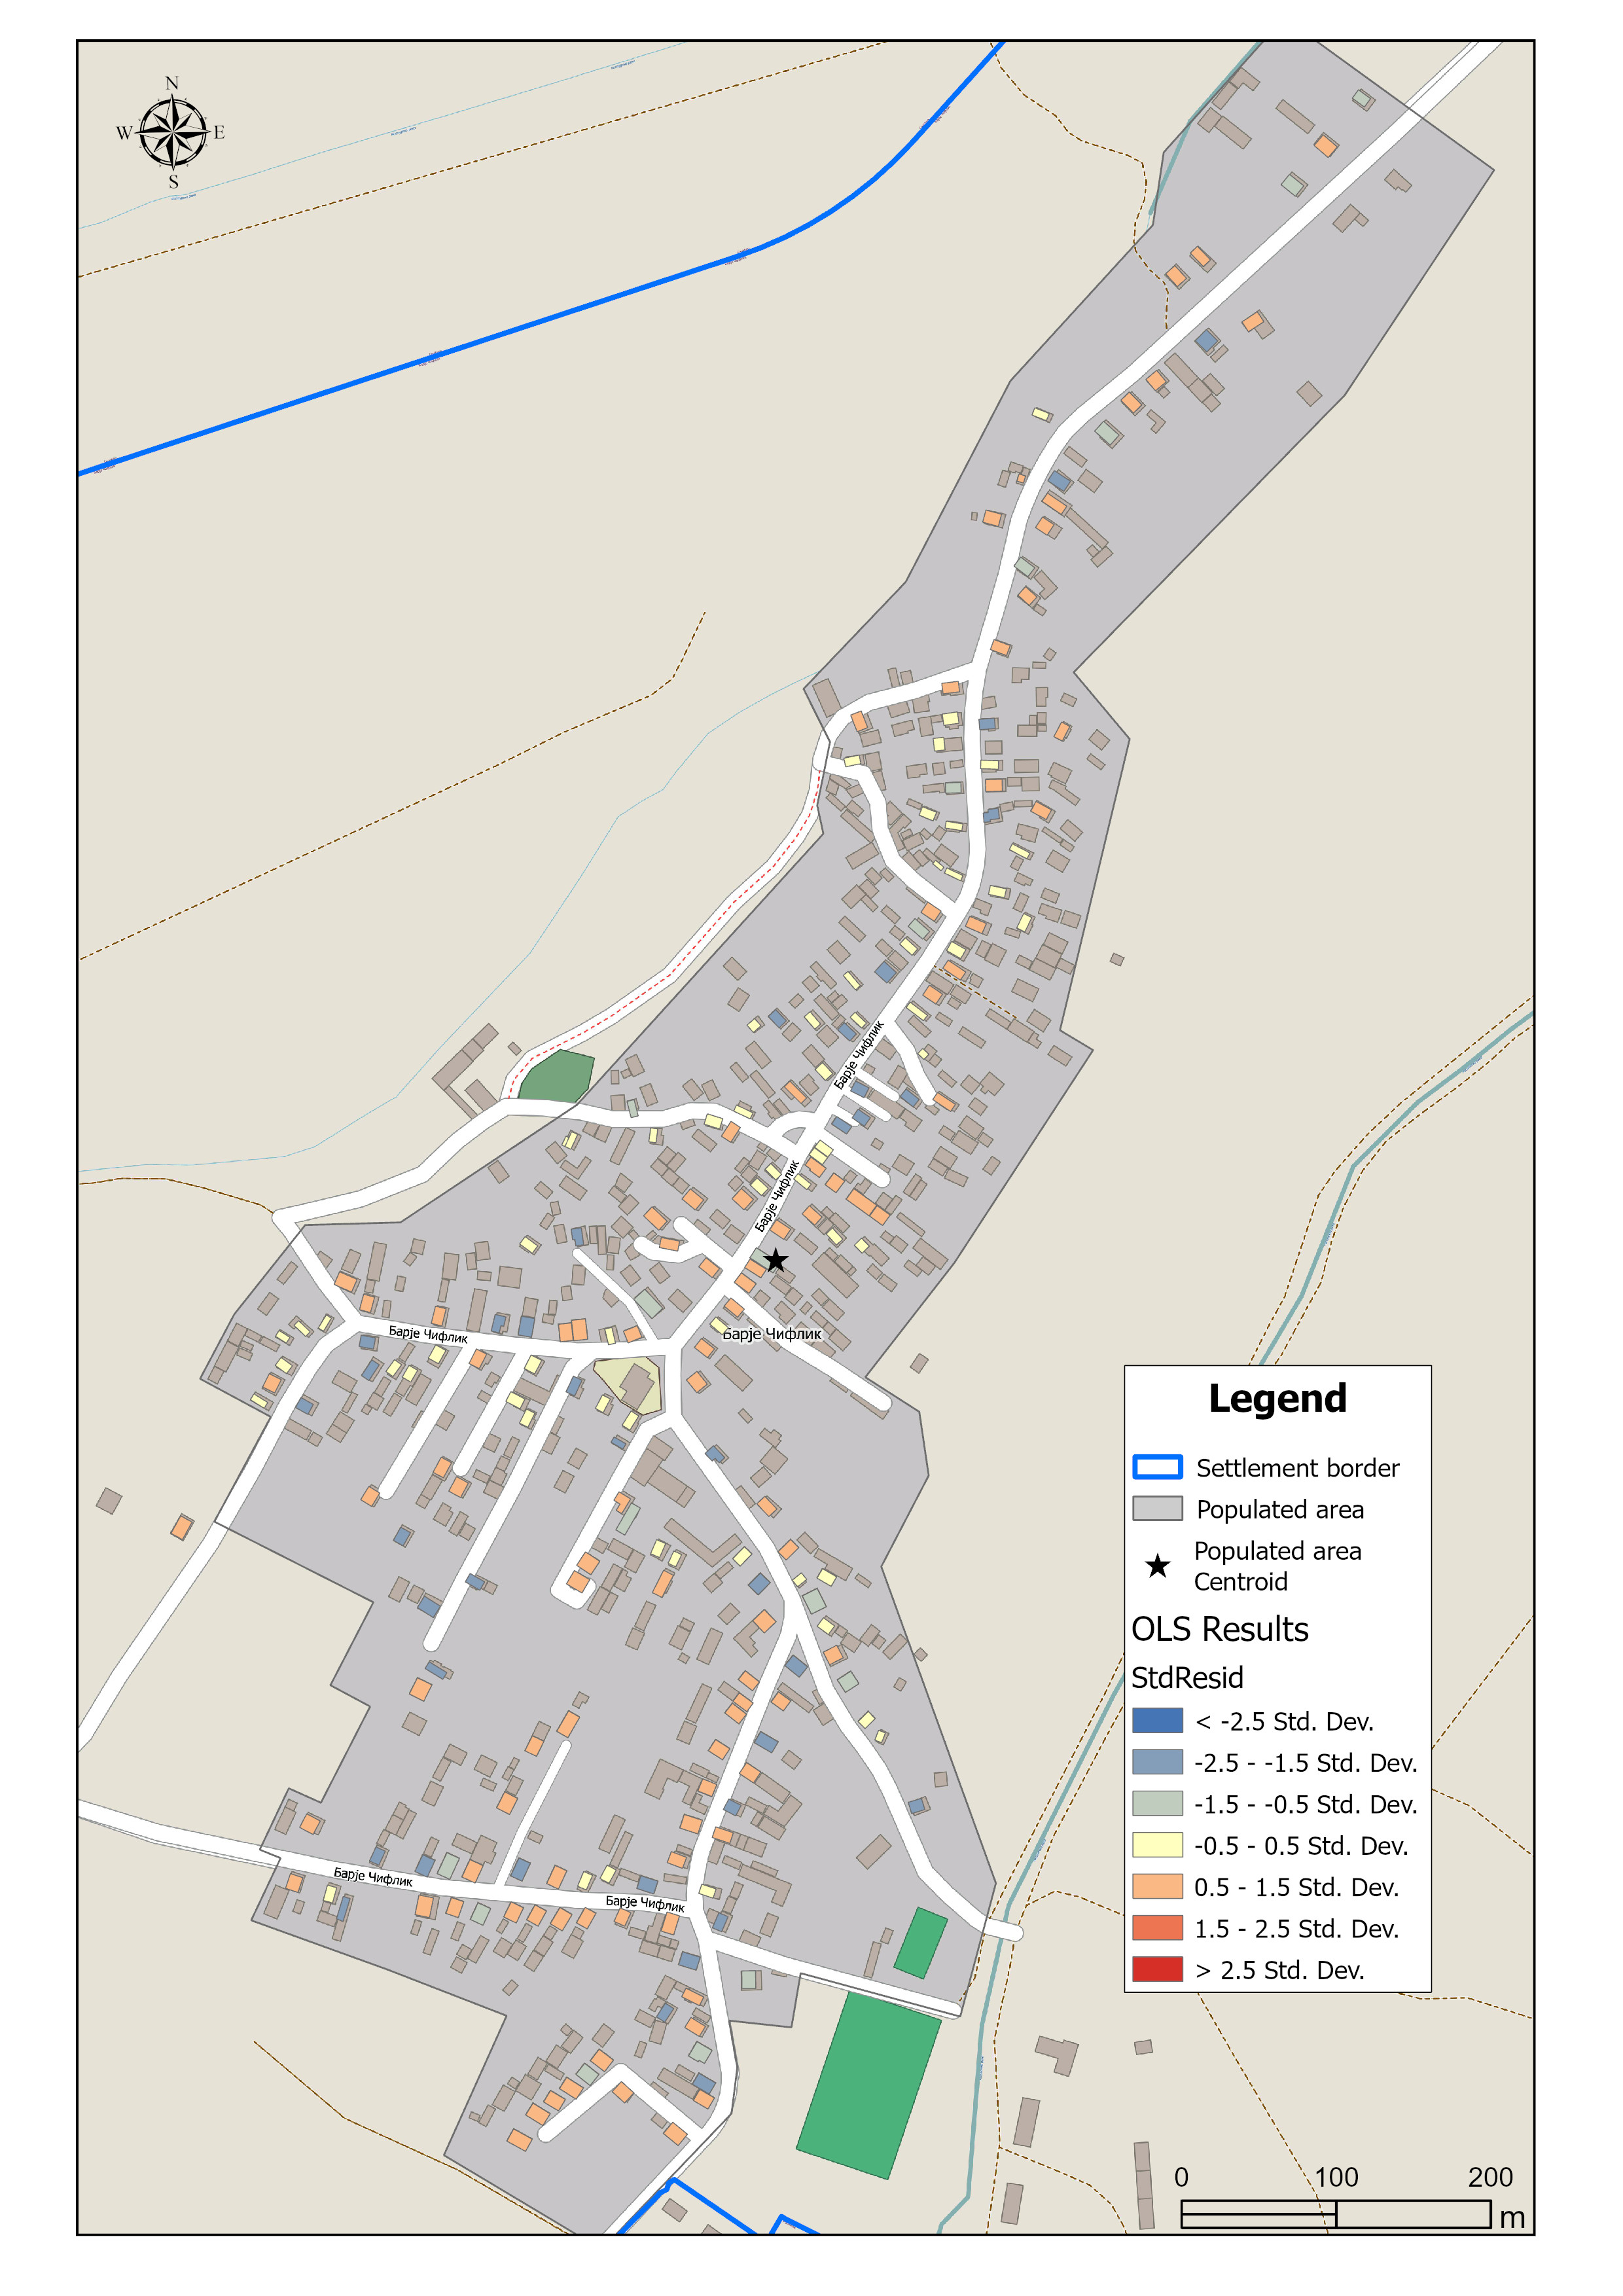 N
W E
S
Барје Чифлик
Барје Чифлик
Барје Чифлик
Барје Чифлик
Барје Чифлик
Барје Чифлик
Legend
Settlement border
Populated area
Populated area
Centroid
OLS Results
StdResid
< -2.5 Std. Dev.
-2.5 - -1.5 Std. Dev.
-1.5 - -0.5 Std. Dev.
-0.5 - 0.5 Std. Dev.
0.5 - 1.5 Std. Dev.
1.5 - 2.5 Std. Dev.
> 2.5 Std. Dev.
0 100 200
m